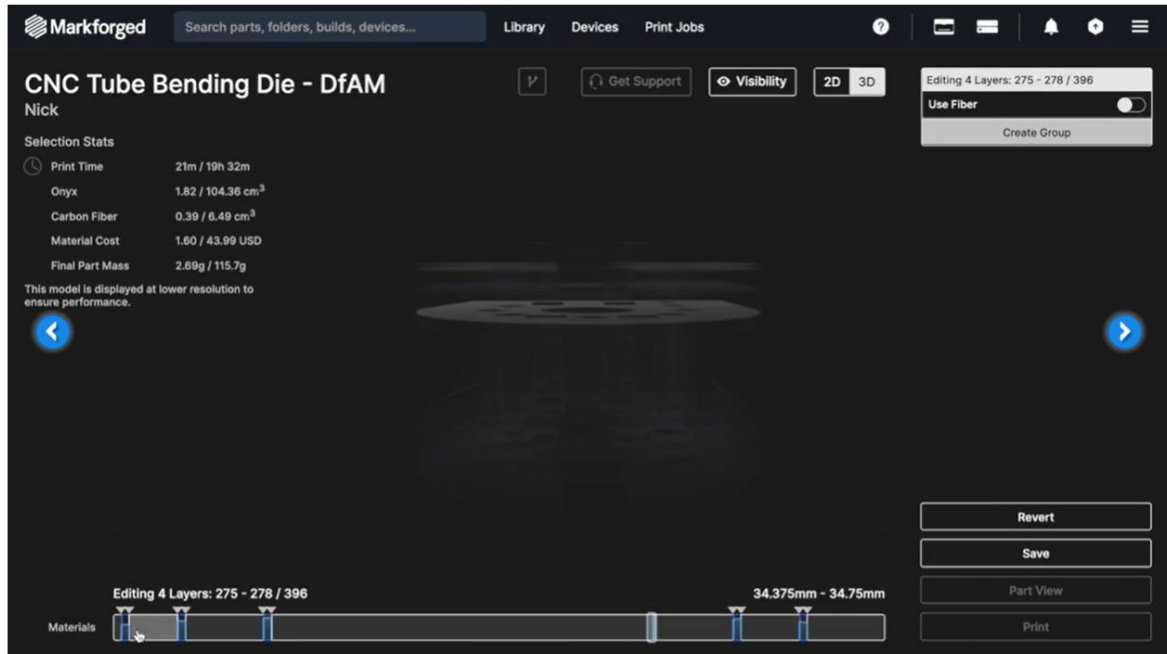 Markforged
Search parts, folders, builds, devices...
Library Devices Print Jobs
?
CNC Tube Bending Die - DfAM
Nick
Get Support
Visibility
2D 3D
Editing 4 Layers: 275 - 278 / 396
Use Fiber
Create Group
Selection Stats
Print Time 21m / 19h 32m
Onyx 1.82 / 104.36 cm³
Carbon Fiber 0.39 / 6.49 cm³
Material Cost 1.60 / 43.99 USD
Final Part Mass 2.69g / 115.7g
This model is displayed at lower resolution to
ensure performance.
Revert
Save
Part View
Print
Editing 4 Layers: 275 - 278 / 396 34.375mm - 34.75mm
Materials